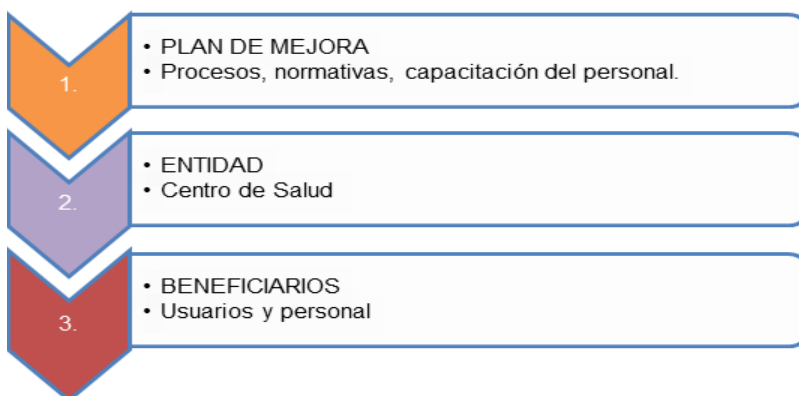 1.
• PLAN DE MEJORA
• Procesos, normativas, capacitación del personal.
2.
• ENTIDAD
• Centro de Salud
3.
• BENEFICIARIOS
• Usuarios y personal